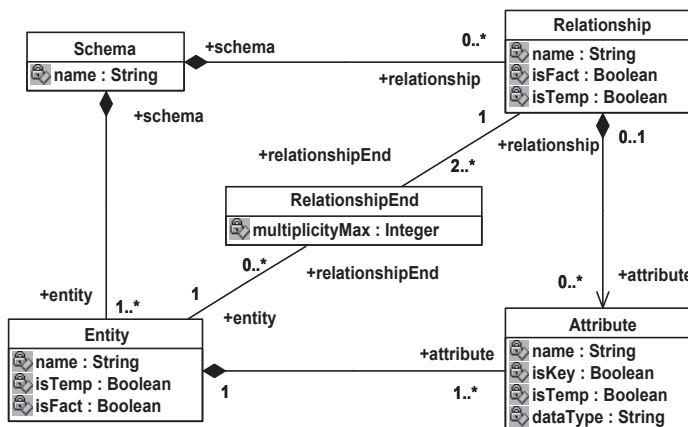 Relationship
name : String
isFact : Boolean
isTemp : Boolean
Schema
name : String
+schema
0..*
+relationship
+schema
1
+relationship
0..1
+relationshipEnd
2..*
RelationshipEnd
multiplicityMax : Integer
0..*
+relationshipEnd
+entity
1..*
1
+entity
0..*
+attribute
Entity
name : String
isTemp : Boolean
isFact : Boolean
1
+attribute
1..*
Attribute
name : String
isKey : Boolean
isTemp : Boolean
dataType : String